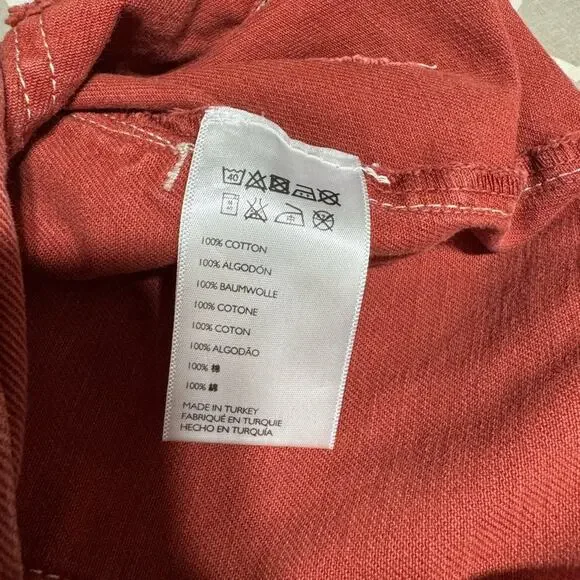 40
100% COTTON
100% ALGODÓN
100% BAUMWOLLE
100% COTONE
100% COTON
100% ALGODÃO
100% 棉
100% 綿
MADE IN TURKEY
FABRIQUÉ EN TURQUIE
HECHO EN TURQUÍA